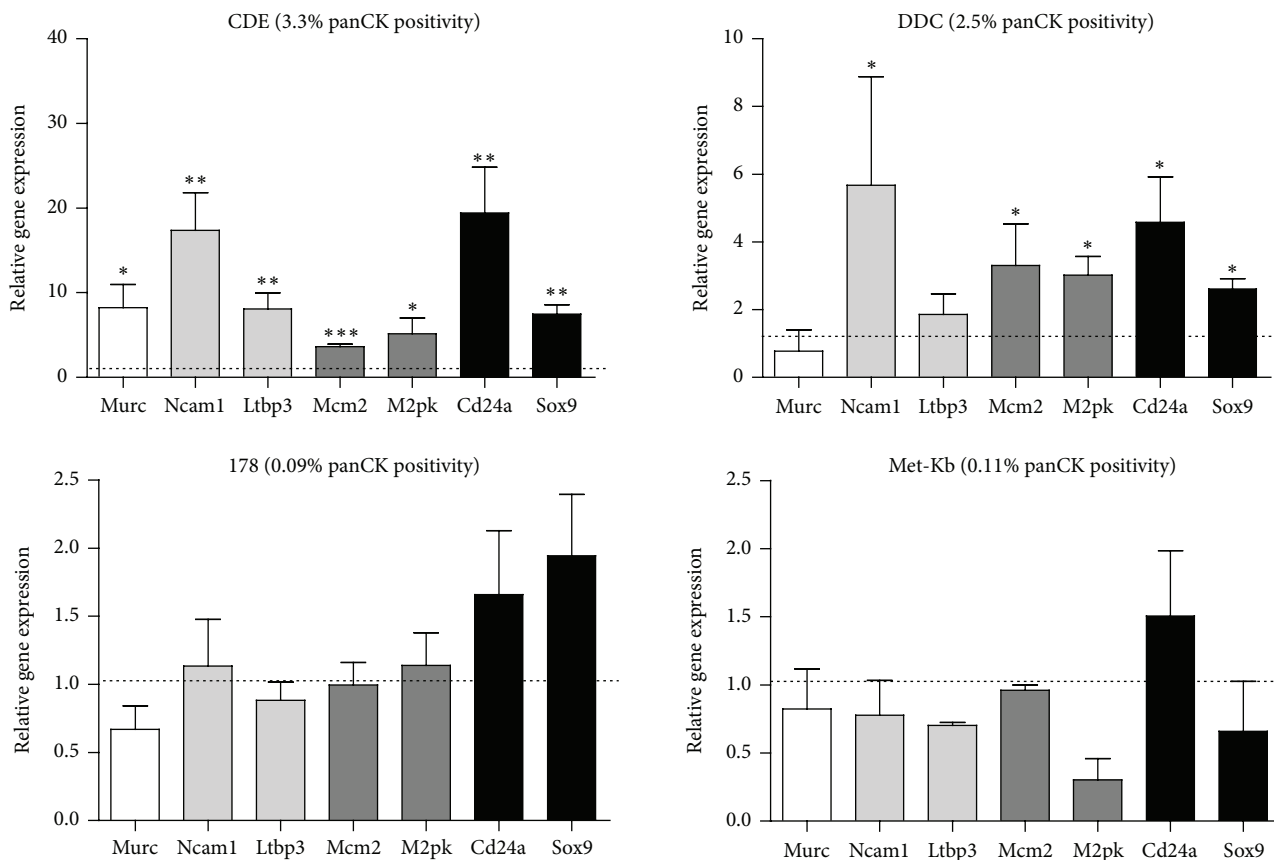 CDE (3.3% panCK positivity)
Relative gene expression
40
30
20
10
0
*
**
**
***
*
**
**
Murc Ncam1 Ltbp3 Mcm2 M2pk Cd24a Sox9
DDC (2.5% panCK positivity)
Relative gene expression
10
8
6
4
2
0
*
*
*
*
*
Murc Ncam1 Ltbp3 Mcm2 M2pk Cd24a Sox9
178 (0.09% panCK positivity)
Relative gene expression
2.5
2.0
1.5
1.0
0.5
0.0
Murc Ncam1 Ltbp3 Mcm2 M2pk Cd24a Sox9
Met-Kb (0.11% panCK positivity)
Relative gene expression
2.5
2.0
1.5
1.0
0.5
0.0
Murc Ncam1 Ltbp3 Mcm2 M2pk Cd24a Sox9